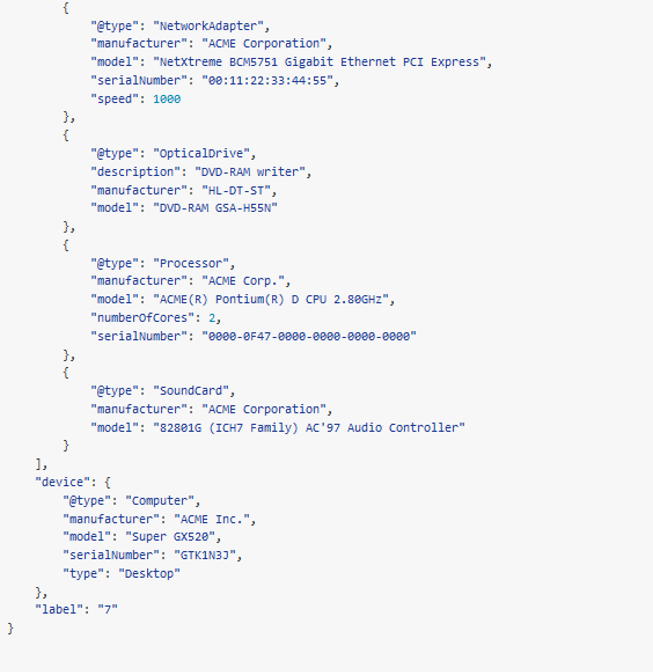 {
"@type": "NetworkAdapter",
"manufacturer": "ACME Corporation",
"model": "NetXtreme BCM5751 Gigabit Ethernet PCI Express",
"serialNumber": "00:11:22:33:44:55",
"speed": 1000
},
{
"@type": "OpticalDrive",
"description": "DVD-RAM writer",
"manufacturer": "HL-DT-ST",
"model": "DVD-RAM GSA-H55N"
},
{
"@type": "Processor",
"manufacturer": "ACME Corp.",
"model": "ACME(R) Pontium(R) D CPU 2.80GHz",
"numberOfCores": 2,
"serialNumber": "0000-0F47-0000-0000-0000-0000"
},
{
"@type": "SoundCard",
"manufacturer": "ACME Corporation",
"model": "82801G (ICH7 Family) AC'97 Audio Controller"
}
],
"device": {
"@type": "Computer",
"manufacturer": "ACME Inc.",
"model": "Super GX520",
"serialNumber": "GTK1N3J",
"type": "Desktop"
},
"label": "7"
}